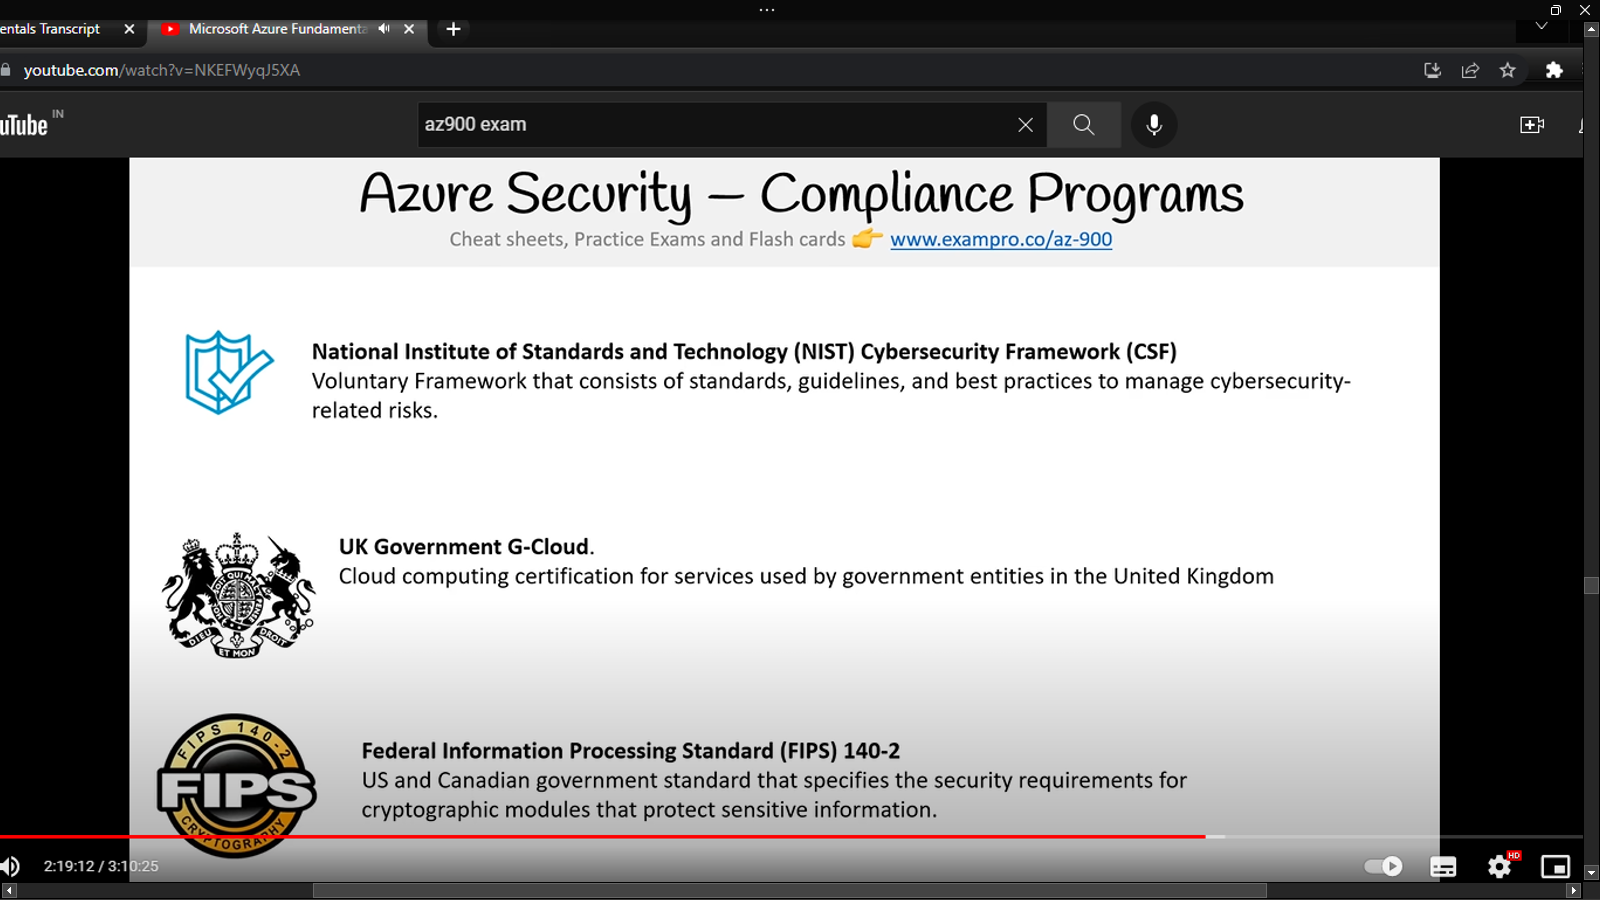 entals Transcript
Microsoft Azure Fundamenta
youtube.com/watch?v=NKEFWyqJ5XA
uTube IN
az900 exam
Azure Security – Compliance Programs
Cheat sheets, Practice Exams and Flash cards 👉 www.exampro.co/az-900
National Institute of Standards and Technology (NIST) Cybersecurity Framework (CSF)
Voluntary Framework that consists of standards, guidelines, and best practices to manage cybersecurity-
related risks.
UK Government G-Cloud.
Cloud computing certification for services used by government entities in the United Kingdom
DIEU ET MON DROIT
FIPS 140-2
FIPS
CRYPTOGRAPHY
Federal Information Processing Standard (FIPS) 140-2
US and Canadian government standard that specifies the security requirements for
cryptographic modules that protect sensitive information.
2:19:12 / 3:10:25
HD